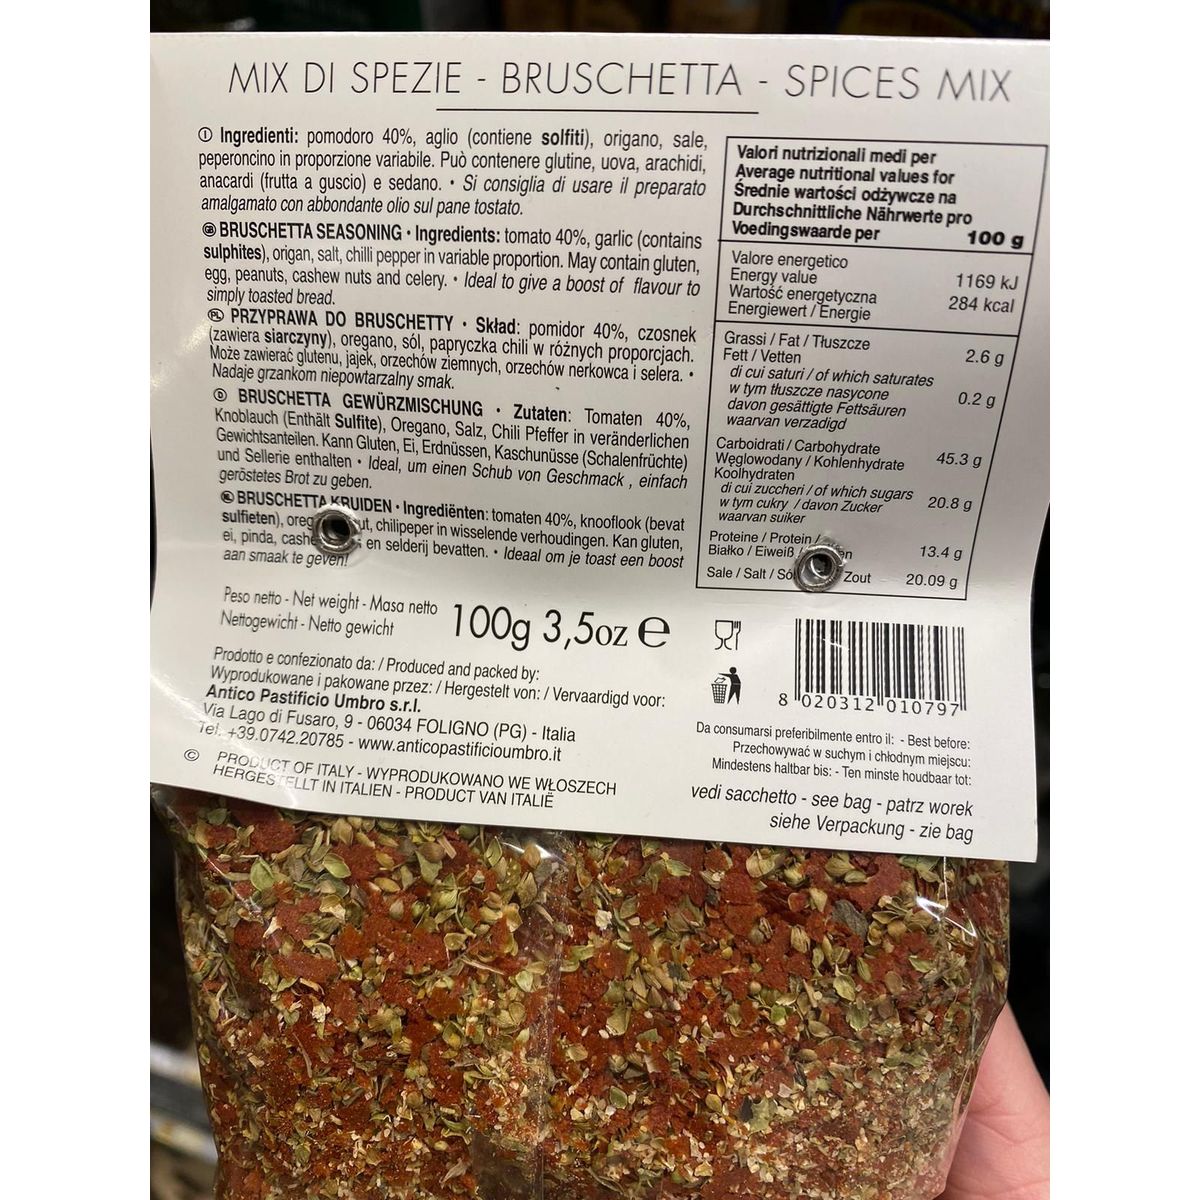 MIX DI SPEZIE - BRUSCHETTA - SPICES MIX
Ⓘ Ingredienti: pomodoro 40%, aglio (contiene solfiti), origano, sale,
peperoncino in proporzione variabile. Può contenere glutine, uova, arachidi,
anacardi (frutta a guscio) e sedano. • Si consiglia di usare il preparato
amalgamato con abbondante olio sul pane tostato.
GB BRUSCHETTA SEASONING • Ingredients: tomato 40%, garlic (contains
sulphites), origan, salt, chilli pepper in variable proportion. May contain gluten,
egg, peanuts, cashew nuts and celery. • Ideal to give a boost of flavour to
simply toasted bread.
PL PRZYPRAWA DO BRUSCHETTY • Skład: pomidor 40%, czosnek
(zawiera siarczyny), oregano, sól, papryczka chili w różnych proporcjach.
Może zawierać glutenu, jajek, orzechów ziemnych, orzechów nerkowca i selera. •
Nadaje grzankom niepowtarzalny smak.
Ⓓ BRUSCHETTA GEWÜRZMISCHUNG • Zutaten: Tomaten 40%,
Knoblauch (Enthält Sulfite), Oregano, Salz, Chili Pfeffer in veränderlichen
Gewichtsanteilen. Kann Gluten, Ei, Erdnüssen, Kaschunüsse (Schalenfrüchte)
und Sellerie enthalten • Ideal, um einen Schub von Geschmack , einfach
geröstetes Brot zu geben.
NL BRUSCHETTA KRUIDEN • Ingrediënten: tomaten 40%, knooflook (bevat
sulfieten), chilipeper in wisselende verhoudingen. Kan gluten,
ei, pinda, en selderij bevatten. • Ideaal om je toast een boost
aan smaak te geven!
Peso netto - Net weight - Masa netto
Nettogewicht - Netto gewicht
100g 3,5oz e
Prodotto e confezionato da: / Produced and packed by:
Wyprodukowane i pakowane przez: / Hergestelt von: / Vervaardigd voor:
Antico Pastificio Umbro s.r.l.
Via Lago di Fusaro, 9 - 06034 FOLIGNO (PG) - Italia
Tel. +39.0742.20785 - www.anticopastificioumbro.it
© PRODUCT OF ITALY - WYPRODUKOWANO WE WŁOSZECH
HERGESTELLT IN ITALIEN - PRODUCT VAN ITALIË
Valori nutrizionali medi per
Average nutritional values for
Średnie wartości odżywcze na
Durchschnittliche Nährwerte pro
Voedingswaarde per 100 g
Valore energetico
Energy value 1169 kJ
Wartość energetyczna 284 kcal
Energiewert / Energie
Grassi / Fat / Tłuszcze 2.6 g
Fett / Vetten
di cui saturi / of which saturates
w tym tłuszcze nasycone 0.2 g
davon gesättigte Fettsäuren
waarvan verzadigd
Carboidrati / Carbohydrate
Węglowodany / Kohlenhydrate 45.3 g
Koolhydraten
di cui zuccheri / of which sugars
w tym cukry / davon Zucker 20.8 g
waarvan suiker
Proteine / Protein /
Białko / Eiweiß 13.4 g
Sale / Salt / Zout 20.09 g
8 020312 010797
Da consumarsi preferibilmente entro il: - Best before:
Przechowywać w suchym i chłodnym miejscu:
Mindestens haltbar bis: - Ten minste houdbaar tot:
vedi sacchetto - see bag - patrz worek
siehe Verpackung - zie bag